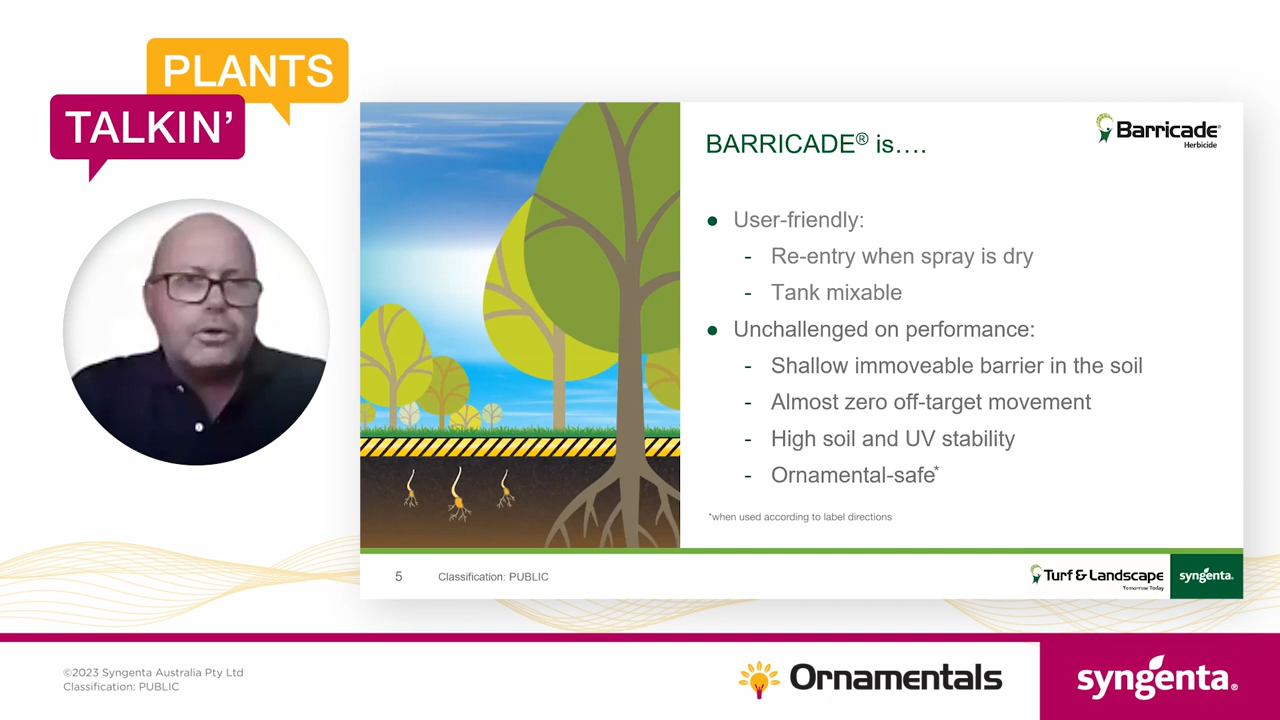 PLANTS
TALKIN'
BARRICADE® is….
Barricade®
Herbicide
● User-friendly:
- Re-entry when spray is dry
- Tank mixable
● Unchallenged on performance:
- Shallow immoveable barrier in the soil
- Almost zero off-target movement
- High soil and UV stability
- Ornamental-safe*
*when used according to label directions
5
Classification: PUBLIC
Turf & Landscape
Tomorrow Today
syngenta.
©2023 Syngenta Australia Pty Ltd
Classification: PUBLIC
Ornamentals
syngenta®